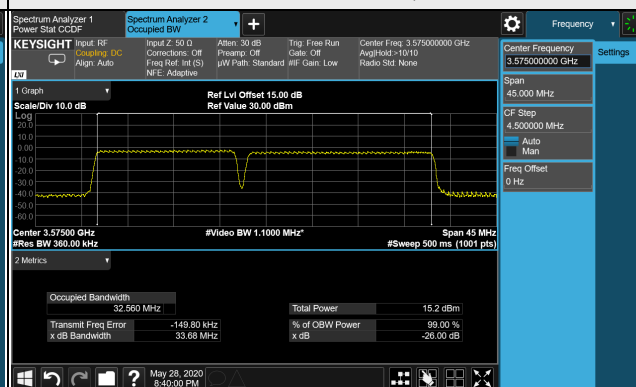 Spectrum Analyzer 1
Power Stat CCDF
Spectrum Analyzer 2
Occupied BW
Frequency
KEYSIGHT
Input: RF
Coupling: DC
Align: Auto
Input Z: 50 Ω
Corrections: Off
Freq Ref: Int (S)
NFE: Adaptive
Atten: 30 dB
Preamp: Off
µW Path: Standard
Trig: Free Run
Gate: Off
#IF Gain: Low
Center Freq: 3.575000000 GHz
Avg|Hold:>10/10
Radio Std: None
LXI
Center Frequency
3.575000000 GHz
Settings
Span
45.000 MHz
CF Step
4.500000 MHz
Auto
Man
Freq Offset
0 Hz
1 Graph
Scale/Div 10.0 dB
Ref Lvl Offset 15.00 dB
Ref Value 30.00 dBm
Log
20.0
10.0
0.00
-10.0
-20.0
-30.0
-40.0
-50.0
-60.0
Center 3.57500 GHz
#Video BW 1.1000 MHz*
Span 45 MHz
#Res BW 360.00 kHz
#Sweep 500 ms (1001 pts)
2 Metrics
Occupied Bandwidth
32.560 MHz
Total Power 15.2 dBm
Transmit Freq Error -149.80 kHz
% of OBW Power 99.00 %
x dB Bandwidth 33.68 MHz
x dB -26.00 dB
?
May 28, 2020
8:40:00 PM